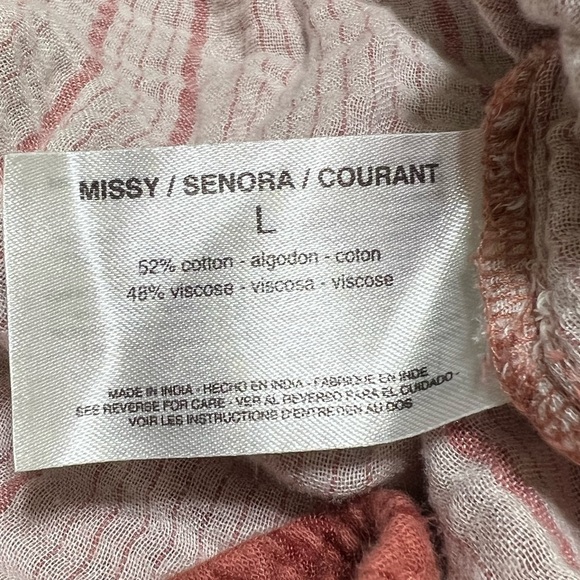 MISSY / SENORA / COURANT
L
52% cotton - algodon - coton
48% viscose - viscosa - viscose
MADE IN INDIA - HECHO EN INDIA - FABRIQUE EN INDE
SEE REVERSE FOR CARE - VER AL REVERSO PARA EL CUIDADO -
VOIR LES INSTRUCTIONS D'ENTRETIEN AU DOS